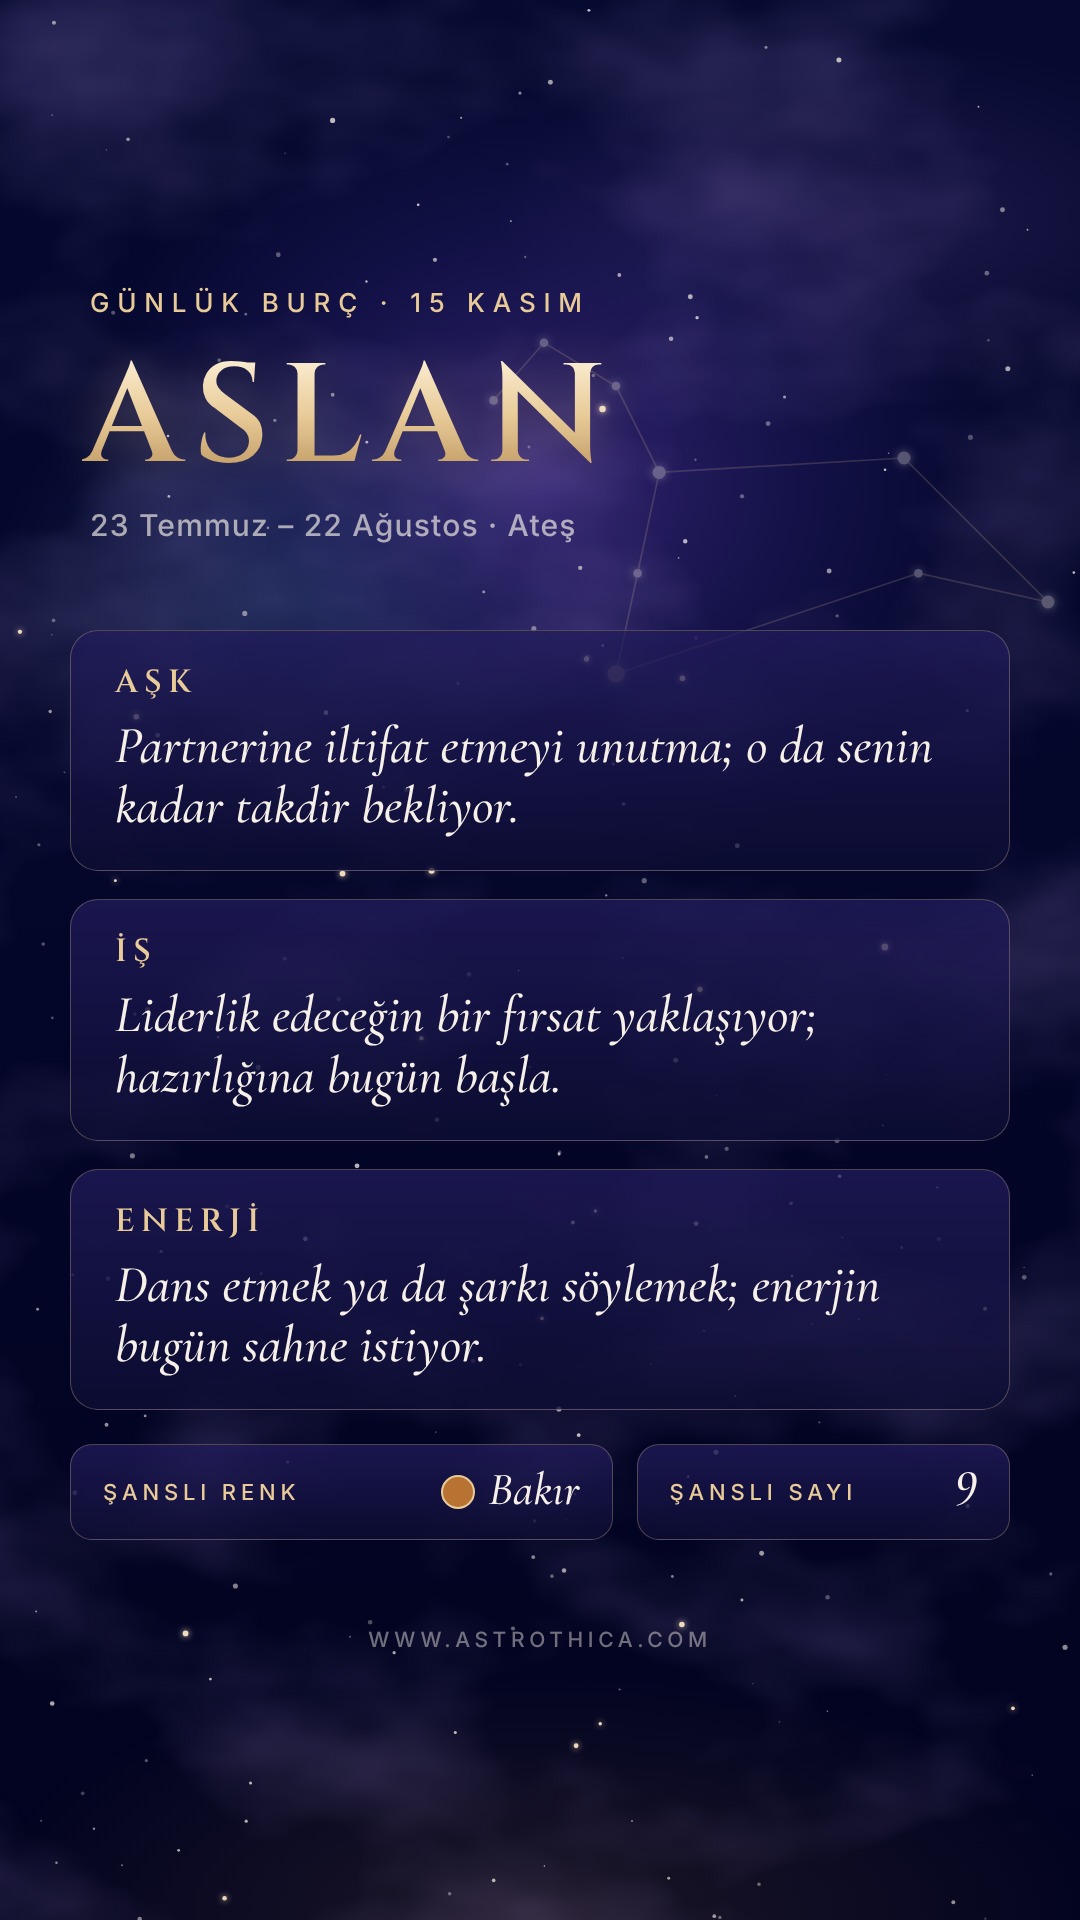 GÜNLÜK BURÇ · 15 KASIM
ASLAN
23 Temmuz – 22 Ağustos · Ateş
AŞK
Partnerine iltifat etmeyi unutma; o da senin
kadar takdir bekliyor.
İŞ
Liderlik edeceğin bir fırsat yaklaşıyor;
hazırlığına bugün başla.
ENERJİ
Dans etmek ya da şarkı söylemek; enerjin
bugün sahne istiyor.
ŞANSLI RENK Bakır
ŞANSLI SAYI 9
WWW.ASTROTHICA.COM